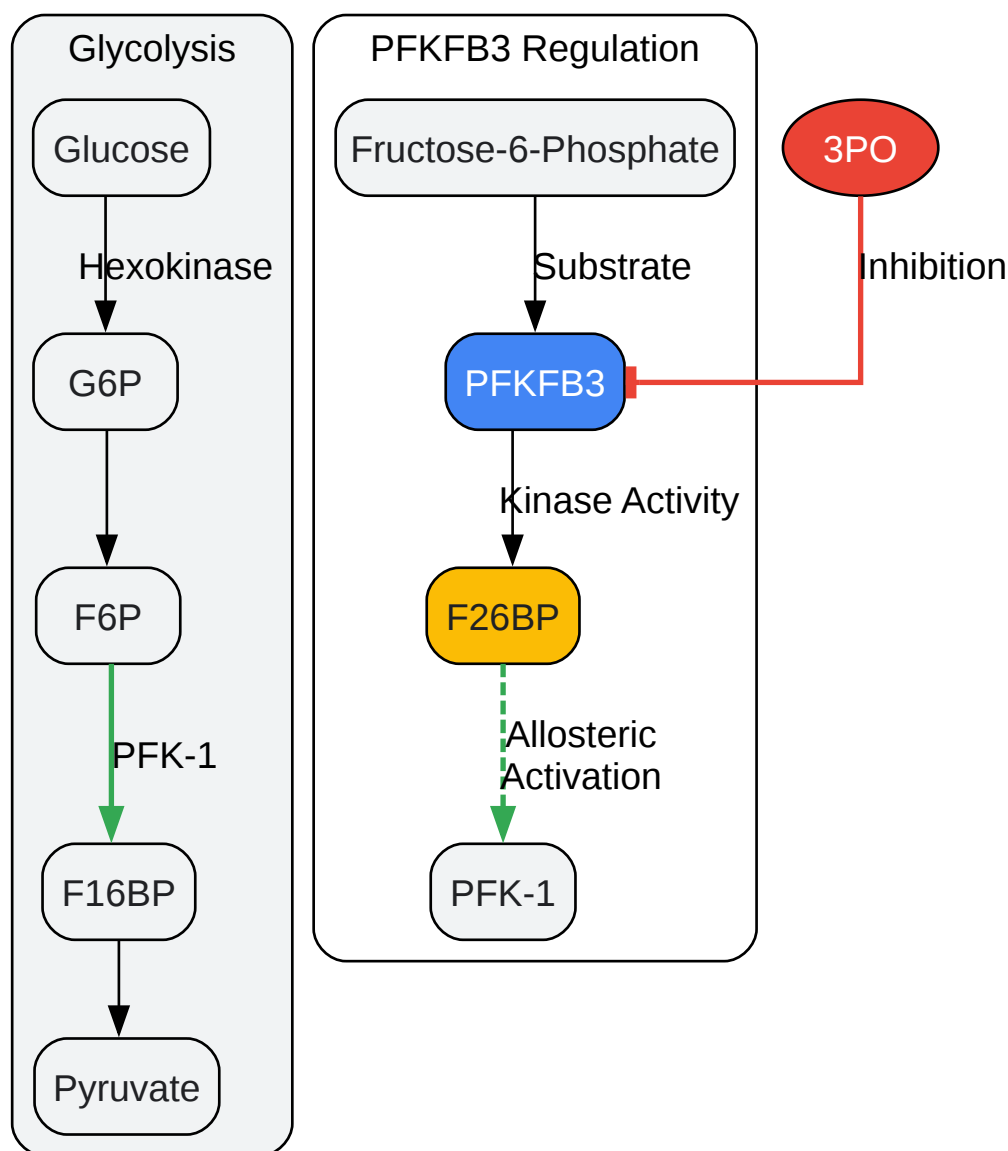 Glycolysis
Glucose
Hexokinase
G6P
F6P
PFK-1
F16BP
Pyruvate
PFKFB3 Regulation
Fructose-6-Phosphate
Substrate
PFKFB3
Kinase Activity
F26BP
Allosteric
Activation
PFK-1
3PO
Inhibition